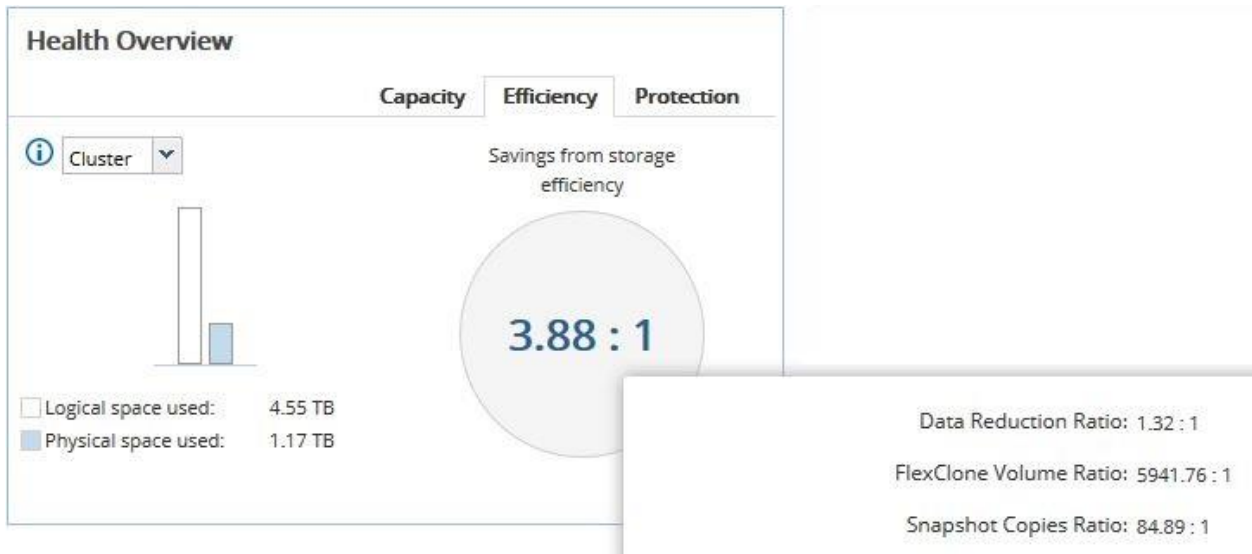 Health Overview
Capacity Efficiency Protection
Cluster
Savings from storage
efficiency
3.88 : 1
Logical space used: 4.55 TB
Physical space used: 1.17 TB
Data Reduction Ratio: 1.32 : 1
FlexClone Volume Ratio: 5941.76 : 1
Snapshot Copies Ratio: 84.89 : 1